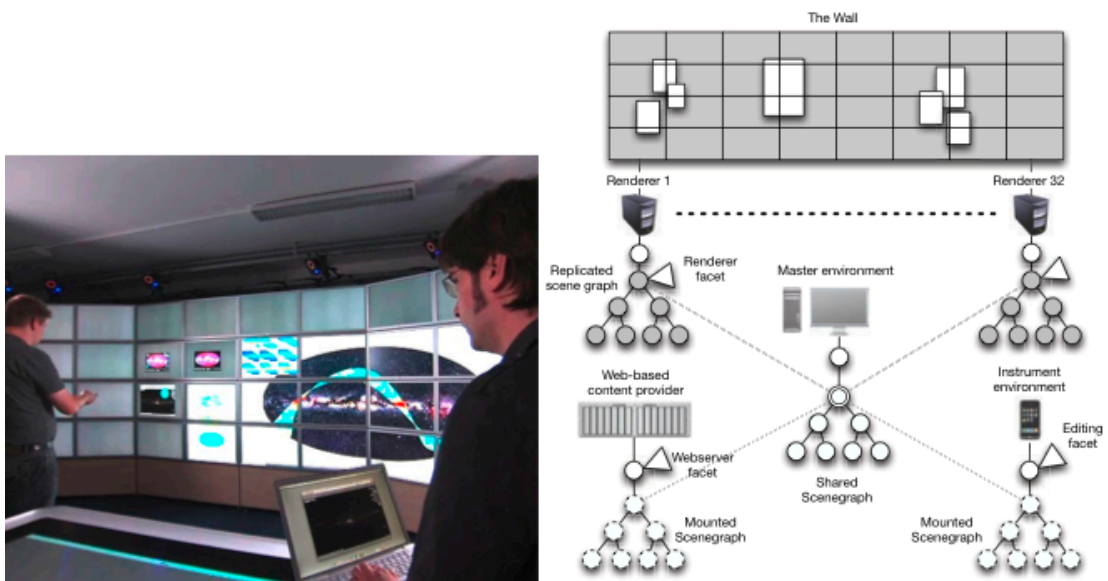 The Wall
Renderer 1
Renderer 32
Replicated
scene graph
Renderer
facet
Master environment
Web-based
content provider
Instrument
environment
Editing
facet
Webserver
facet
Shared
Scenegraph
Mounted
Scenegraph
Mounted
Scenegraph